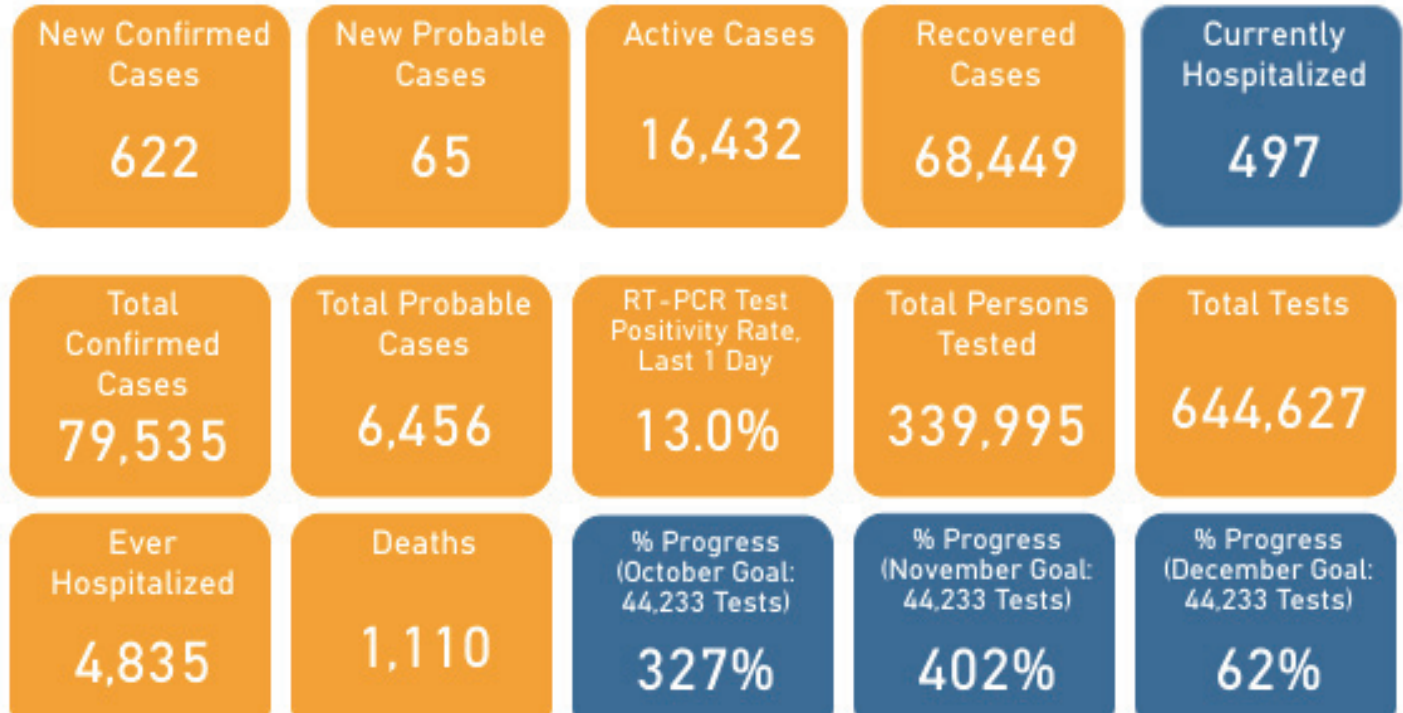 New Confirmed
Cases
622
New Probable
Cases
65
Active Cases
16,432
Recovered
Cases
68,449
Currently
Hospitalized
497
Total
Confirmed
Cases
79,535
Total Probable
Cases
6,456
RT-PCR Test
Positivity Rate,
Last 1 Day
13.0%
Total Persons
Tested
339,995
Total Tests
644,627
Ever
Hospitalized
4,835
Deaths
1,110
% Progress
(October Goal:
44,233 Tests)
327%
% Progress
(November Goal:
44,233 Tests)
402%
% Progress
(December Goal:
44,233 Tests)
62%